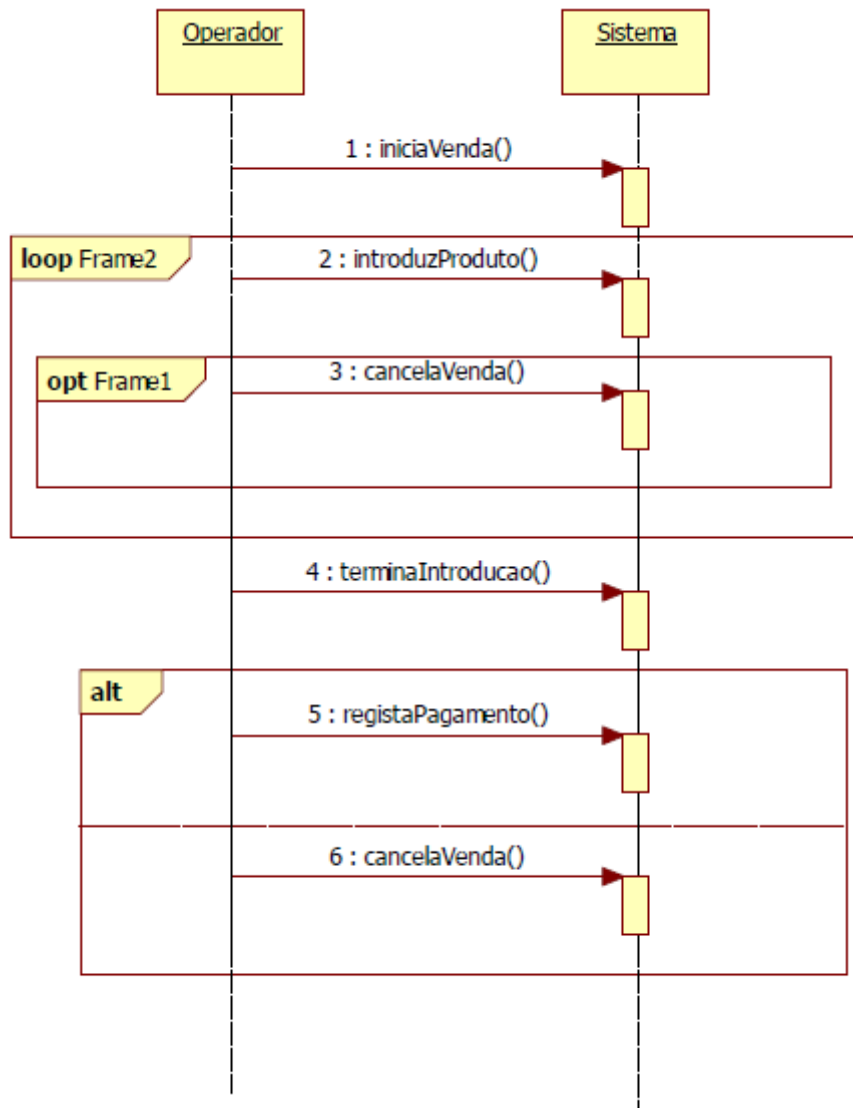 Operador
Sistema
1 : iniciaVenda()
loop Frame2
2 : introduzProduto()
opt Frame1
3 : cancelaVenda()
4 : terminaIntroducao()
alt
5 : registaPagamento()
6 : cancelaVenda()